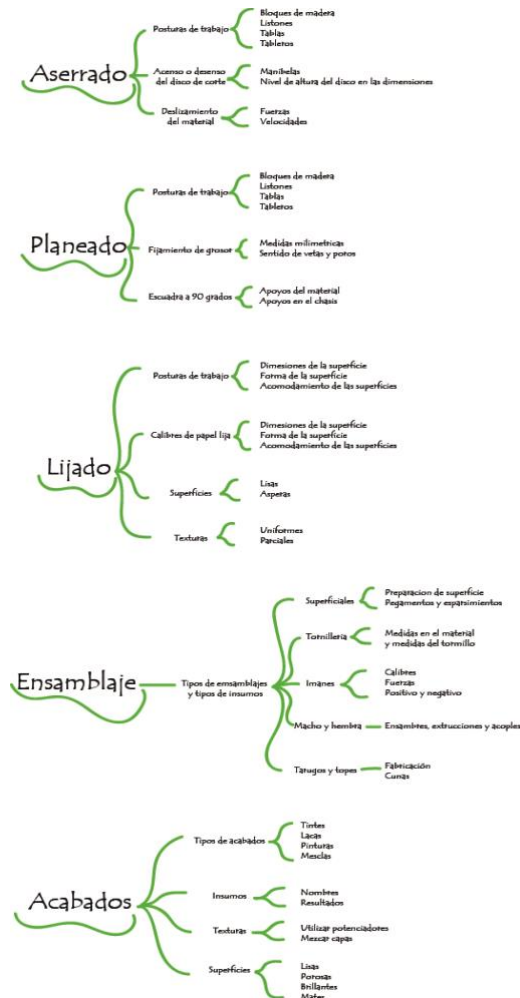 Aserrado
Posturas de trabajo
Bloques de madera
Listones
Tablas
Tableros
Acenso o desenso
del disco de corte
Manibelas
Nivel de altura del disco en las dimensiones
Deslizamiento
del material
Fuerzas
Velocidades
Planeado
Posturas de trabajo
Bloques de madera
Listones
Tablas
Tableros
Fijamiento de grosor
Medidas milimetricas
Sentido de vetas y poros
Escuadra a 90 grados
Apoyos del material
Apoyos en el chasis
Lijado
Posturas de trabajo
Dimesiones de la superficie
Forma de la superficie
Acomodamiento de las superficies
Calibres de papel lija
Dimesiones de la superficie
Forma de la superficie
Acomodamiento de las superficies
Superficies
Lisas
Asperas
Texturas
Uniformes
Parciales
Ensamblaje
Tipos de ensamblajes
y tipos de insumos
Superficiales
Preparacion de superficie
Pegamentos y esparsimientos
Tornilleria
Medidas en el material
y medidas del tornillo
Imanes
Calibres
Fuerzas
Positivo y negativo
Macho y hembra
Ensambres, extrucciones y acoples
Tarugos y topes
Fabricación
Cunas
Acabados
Tipos de acabados
Tintes
Lacas
Pinturas
Mesclas
Insumos
Nombres
Resultados
Texturas
Utilizar potenciadores
Mezcar capas
Superficies
Lisas
Porosas
Brillantes
Mates